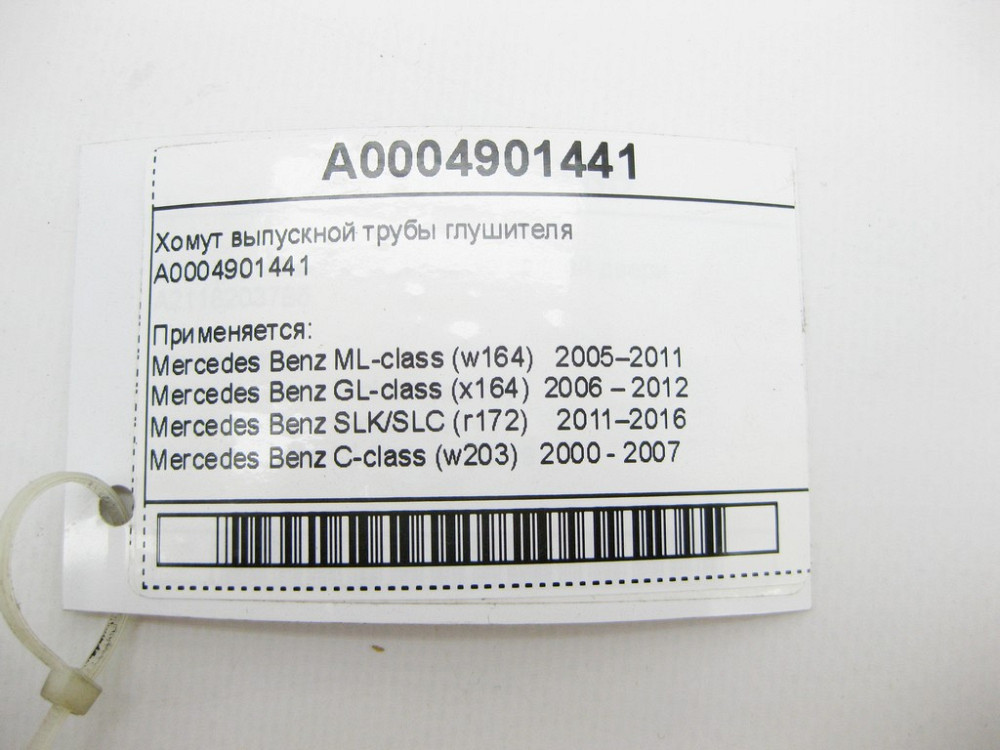 A0004901441
Хомут выпускной трубы глушителя
A0004901441
Применяется:
Mercedes Benz ML-class (w164) 2005–2011
Mercedes Benz GL-class (x164) 2006 – 2012
Mercedes Benz SLK/SLC (r172) 2011–2016
Mercedes Benz C-class (w203) 2000 - 2007